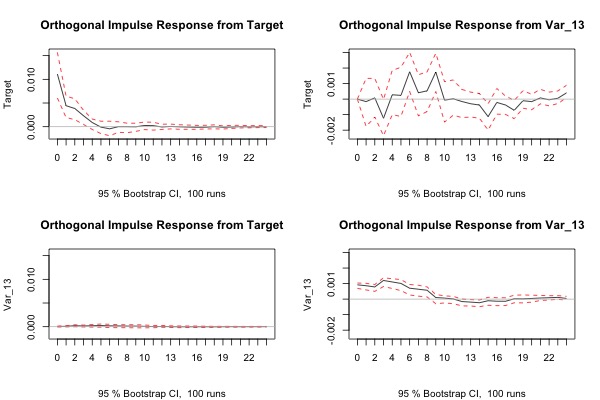 Orthogonal Impulse Response from Target
Target
0.000 0.010
0 2 4 6 8 10 13 16 19 22
95 % Bootstrap CI, 100 runs
Orthogonal Impulse Response from Var_13
Target
-0.002 0.001
0 2 4 6 8 10 13 16 19 22
95 % Bootstrap CI, 100 runs
Orthogonal Impulse Response from Target
Var_13
0.000 0.010
0 2 4 6 8 10 13 16 19 22
95 % Bootstrap CI, 100 runs
Orthogonal Impulse Response from Var_13
Var_13
-0.002 0.001
0 2 4 6 8 10 13 16 19 22
95 % Bootstrap CI, 100 runs